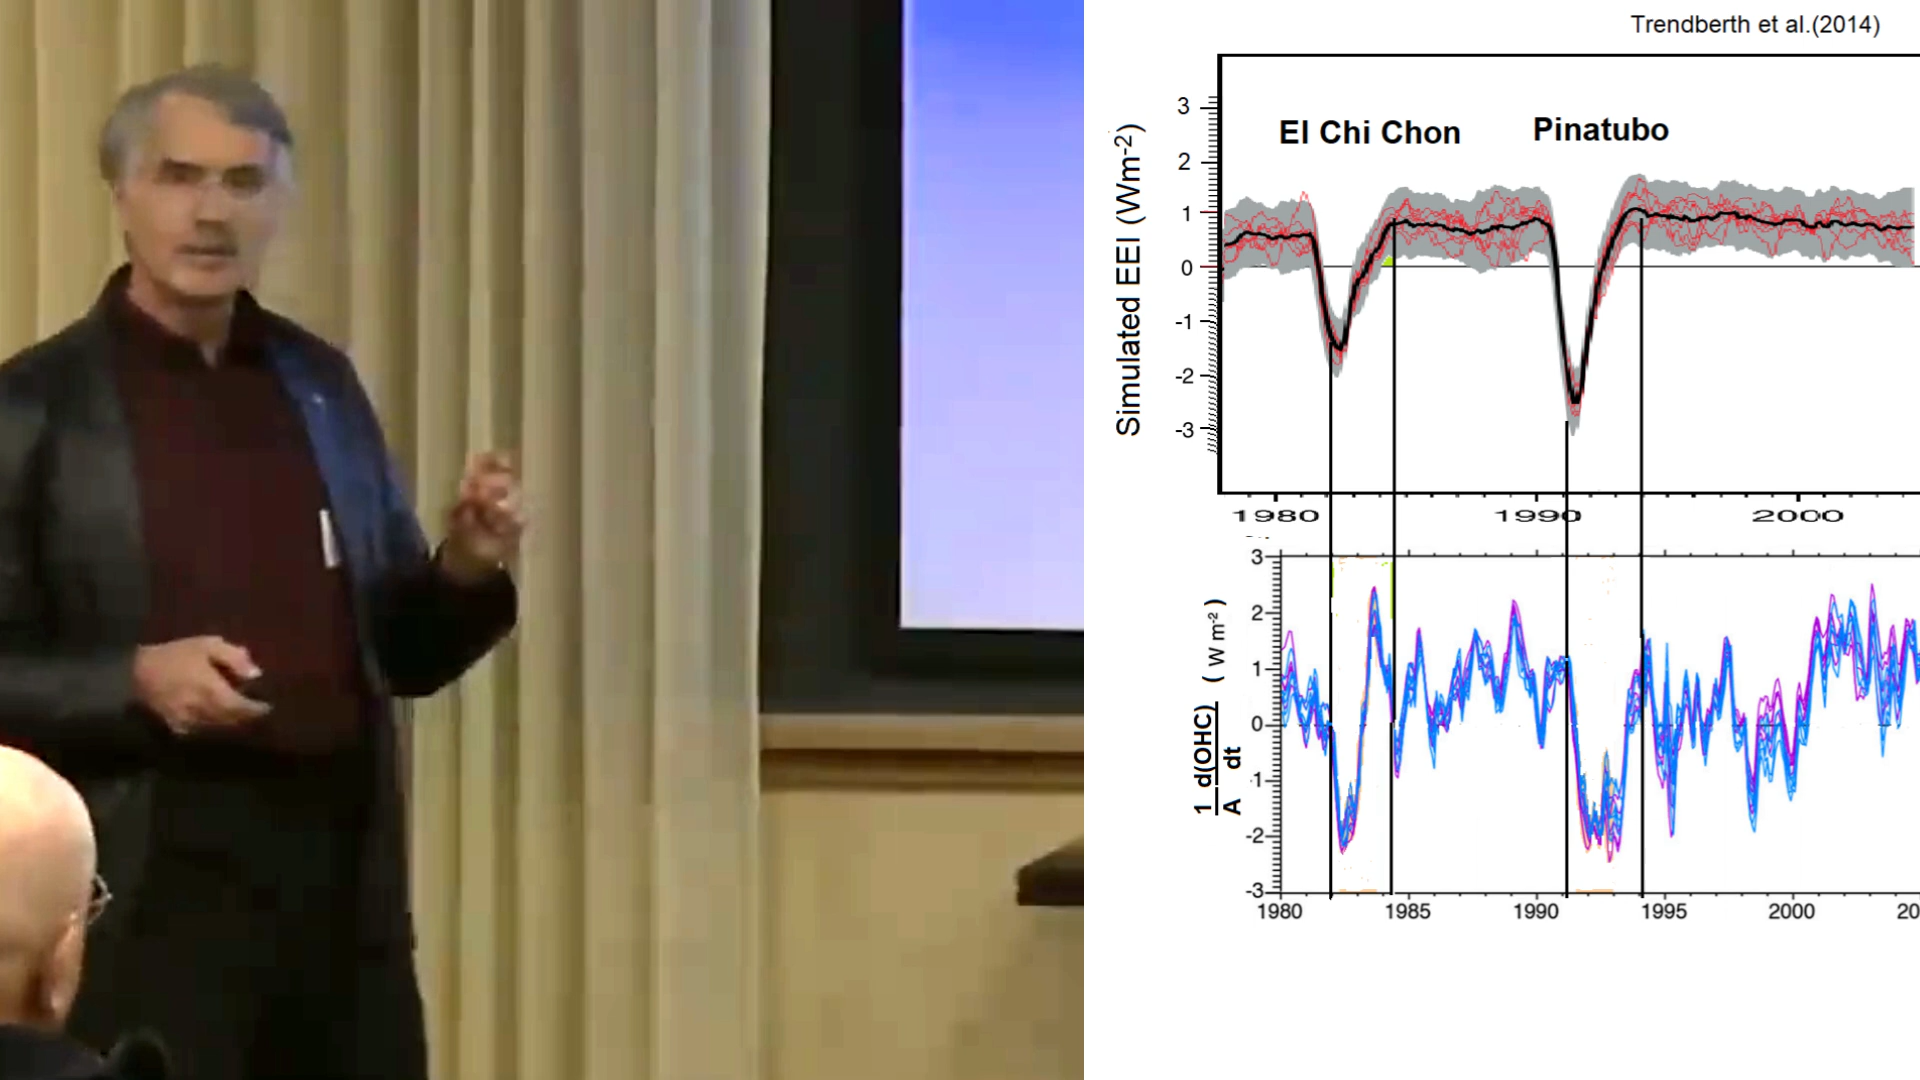 Trendberth et al.(2014)
El Chi Chon
Pinatubo
Simulated EEI (Wm-2)
3
2
1
0
-1
-2
-3
1980 1990 2000
1 d(OHC)
A dt
( W m-2 )
3
2
1
0
-1
-2
-3
1980 1985 1990 1995 2000 20